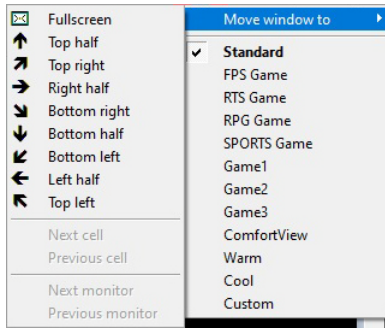 Fullscreen
Top half
Top right
Right half
Bottom right
Bottom half
Bottom left
Left half
Top left
Next cell
Previous cell
Next monitor
Previous monitor
Move window to
Standard
FPS Game
RTS Game
RPG Game
SPORTS Game
Game1
Game2
Game3
ComfortView
Warm
Cool
Custom